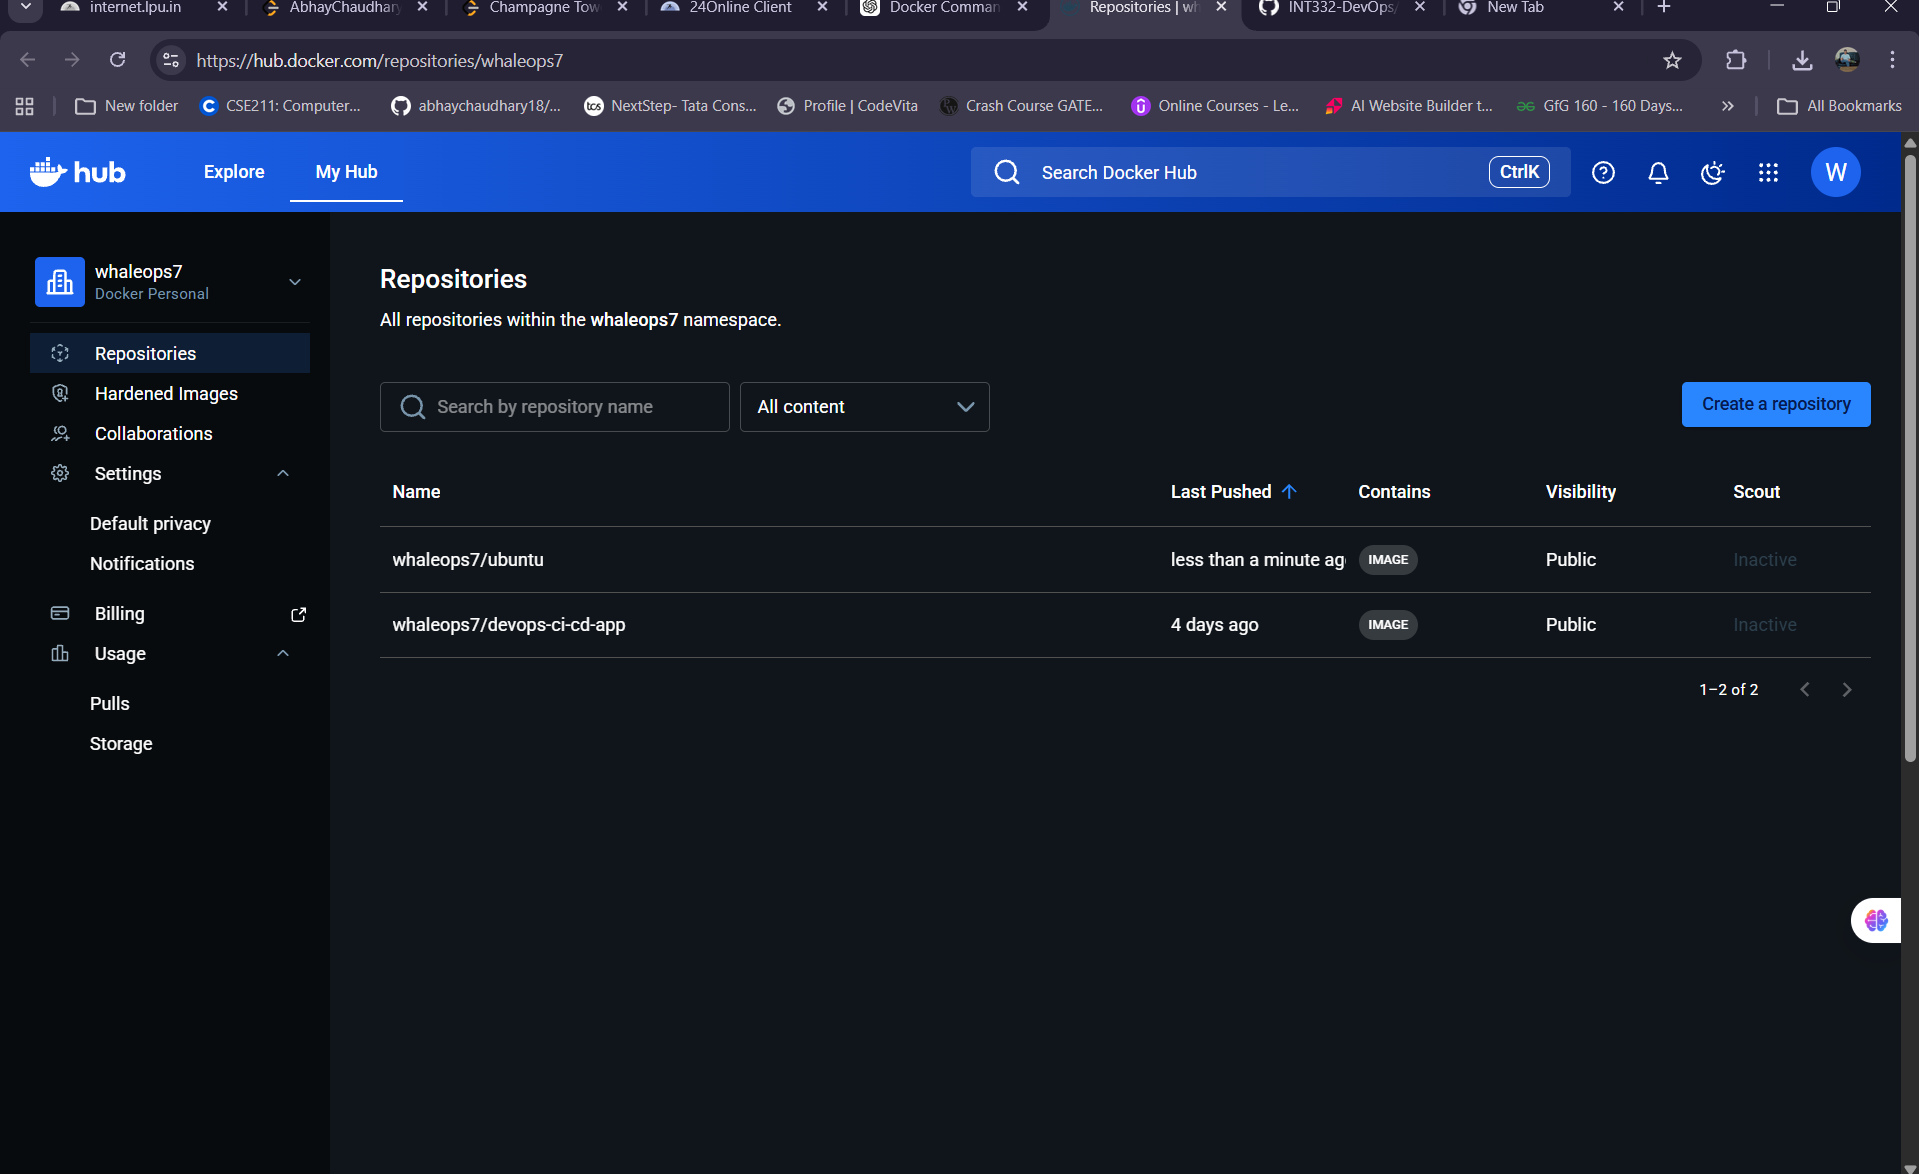 internet.lpu.in
AbhayChaudhary
Champagne Tow
24Online Client
Docker Comman
Repositories | wh
INT332-DevOps/
New Tab
https://hub.docker.com/repositories/whaleops7
New folder
CSE211: Computer...
abhaychaudhary18/...
tcs
NextStep- Tata Cons...
Profile | CodeVita
Crash Course GATE...
Online Courses - Le...
AI Website Builder t...
GfG 160 - 160 Days...
All Bookmarks
hub
Explore
My Hub
Search Docker Hub
CtrlK
W
whaleops7
Docker Personal
Repositories
Hardened Images
Collaborations
Settings
Default privacy
Notifications
Billing
Usage
Pulls
Storage
Repositories
All repositories within the whaleops7 namespace.
Search by repository name
All content
Create a repository
Name Last Pushed Contains Visibility Scout
whaleops7/ubuntu less than a minute ag IMAGE Public Inactive
whaleops7/devops-ci-cd-app 4 days ago IMAGE Public Inactive
1–2 of 2